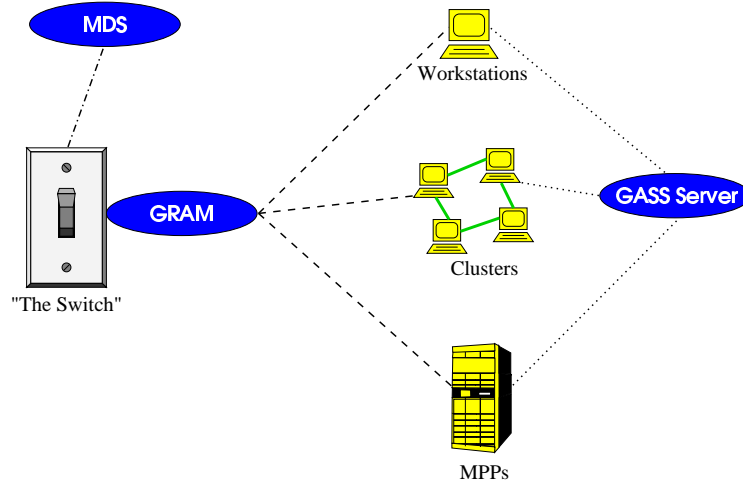 MDS
Workstations
GRAM
GASS Server
Clusters
"The Switch"
MPPs